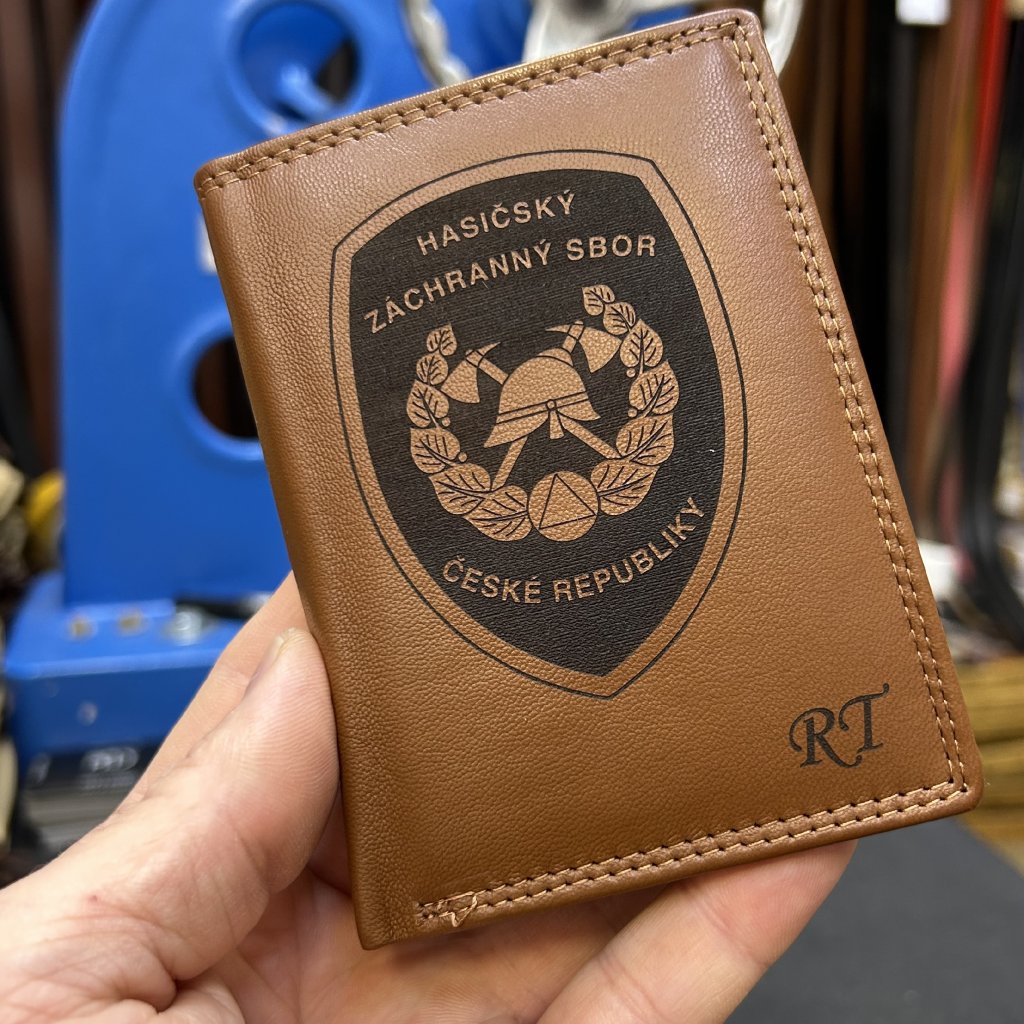 HASIČSKÝ
ZÁCHRANNÝ SBOR
ČESKÉ REPUBLIKY
RT